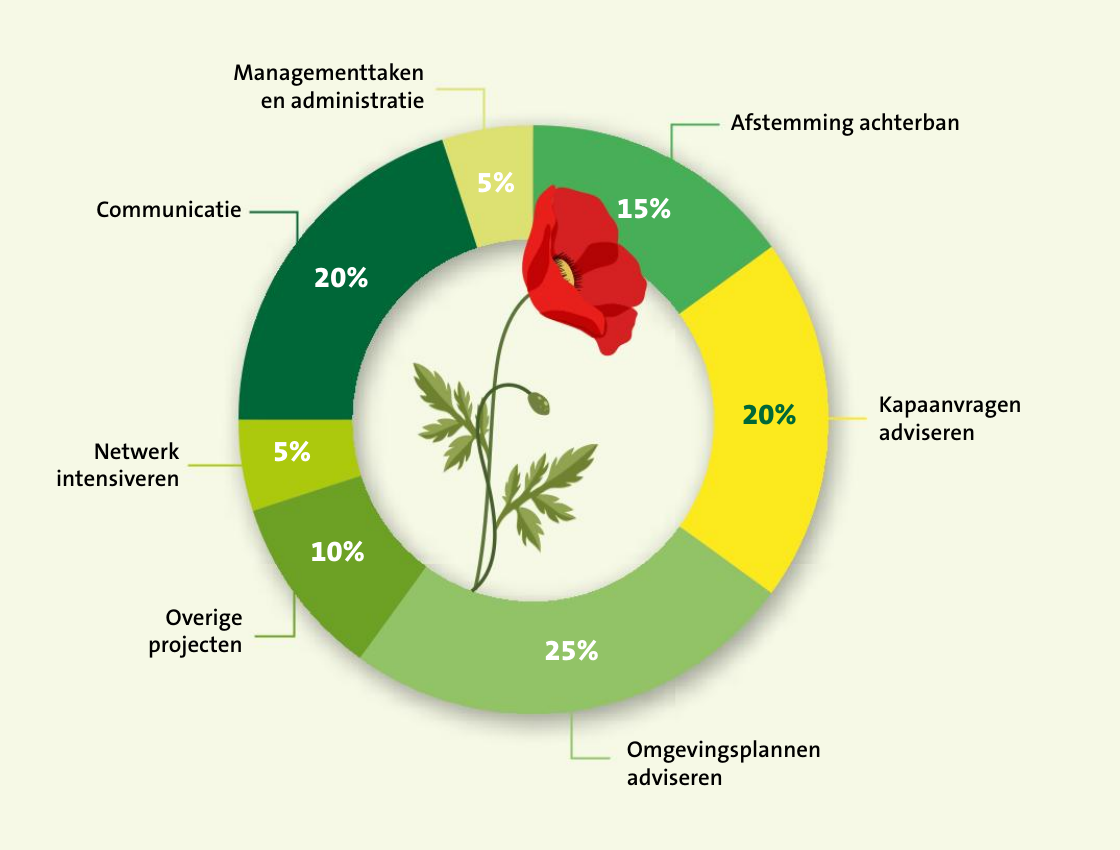 Managementtaken
en administratie
5%
Afstemming achterban
15%
Communicatie
20%
Kapaanvragen
adviseren
20%
Netwerk
intensiveren
5%
10%
Overige
projecten
25%
Omgevingsplannen
adviseren